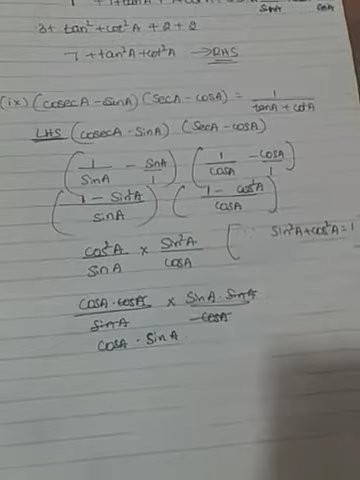 3+ tan²+cot²A +2+2
7+tan²A+cot²A → RHS
(ix) (cosecA-sinA) (SecA-cosA) = 1/tanA+cotA
LHS (cosecA-sinA) (SecA-cosA)
(1/SinA - SinA/1) (1/cosA - cosA/1)
(1-Sin²A/sinA) (1-cos²A/cosA)
cos²A/sinA × Sin²A/cosA [∵ Sin²A+cos²A=1
cosA·cosA/sinA × SinA·SinA/cosA
cosA · SinA